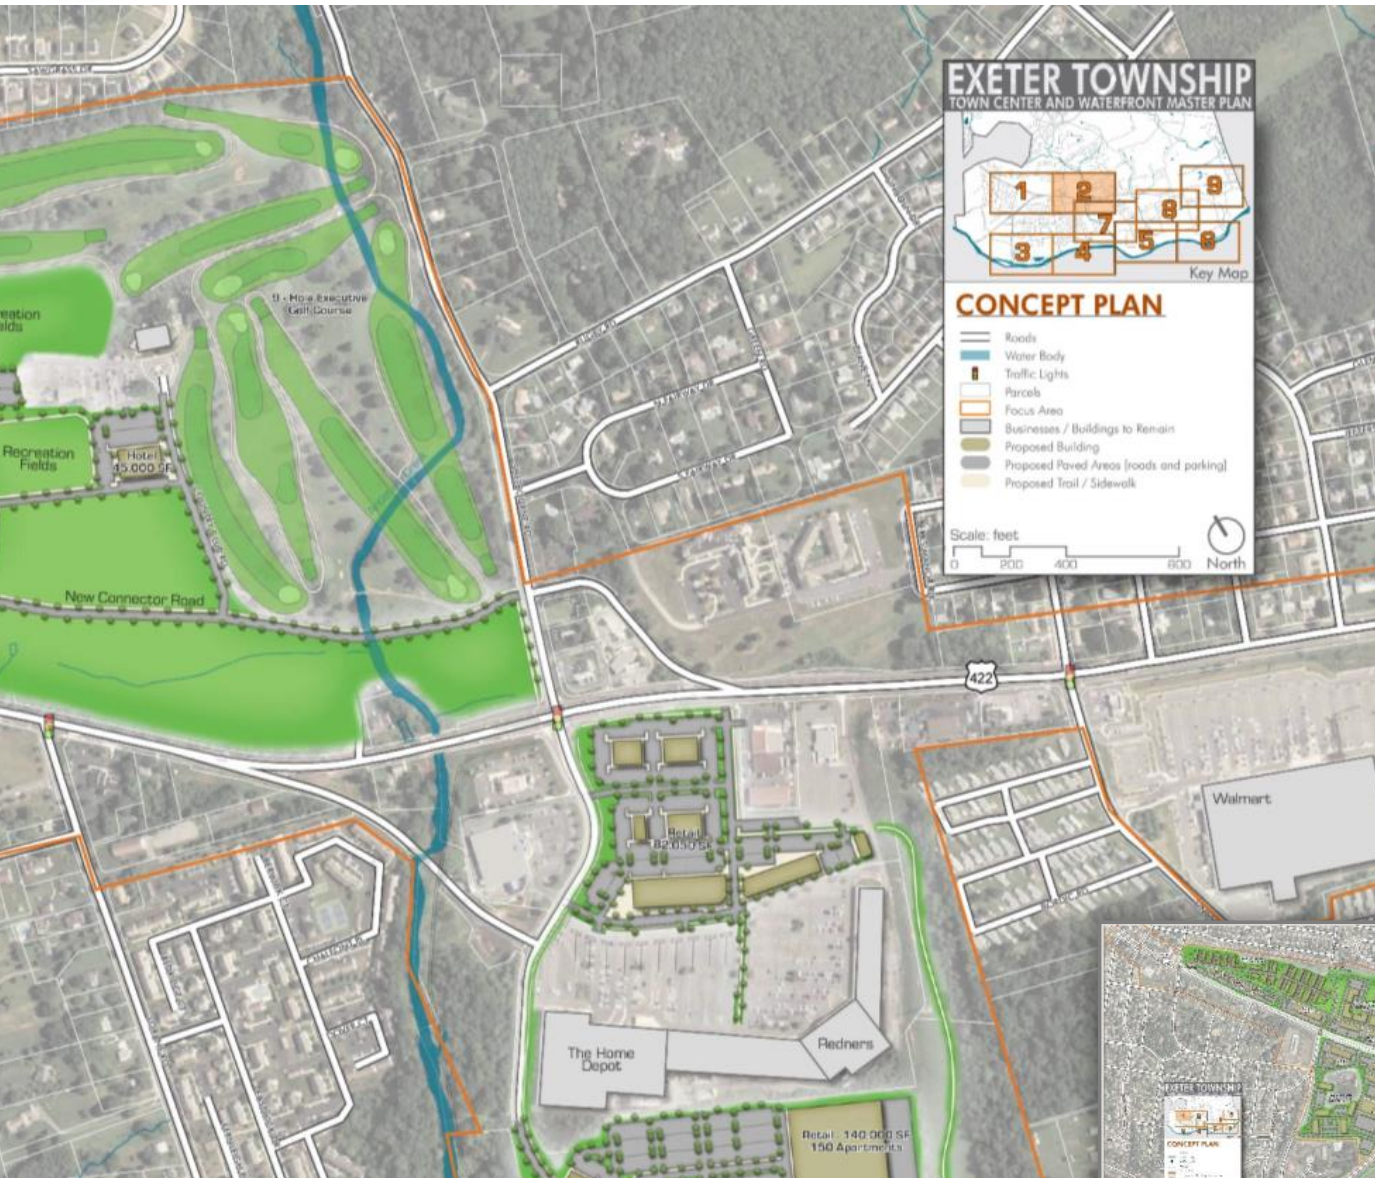 EXETER TOWNSHIP
TOWN CENTER AND WATERFRONT MASTER PLAN
1
2
3
4
5
6
7
8
9
Key Map
CONCEPT PLAN
Roads
Water Body
Traffic Lights
Parcels
Focus Area
Businesses / Buildings to Remain
Proposed Building
Proposed Paved Areas (roads and parking)
Proposed Trail / Sidewalk
Scale: feet
0 200 400 800
North
9 - Hole Executive
Golf Course
Recreation
Fields
Hotel
45,000 SF
New Connector Road
422
Walmart
Retail
The Home
Depot
Redners
Retail - 140,000 SF
150 Apartments
EXETER TOWNSHIP
CONCEPT PLAN